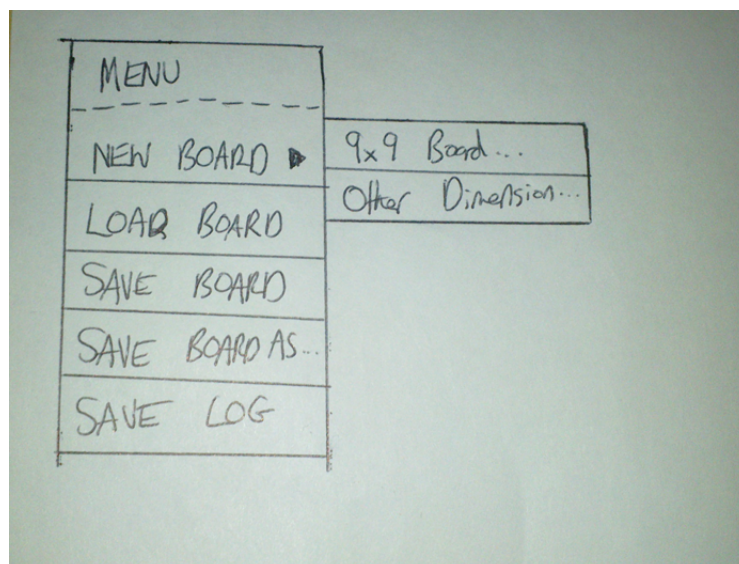 MENU
NEW BOARD ▶
9x9 Board...
Other Dimension...
LOAD BOARD
SAVE BOARD
SAVE BOARD AS...
SAVE LOG